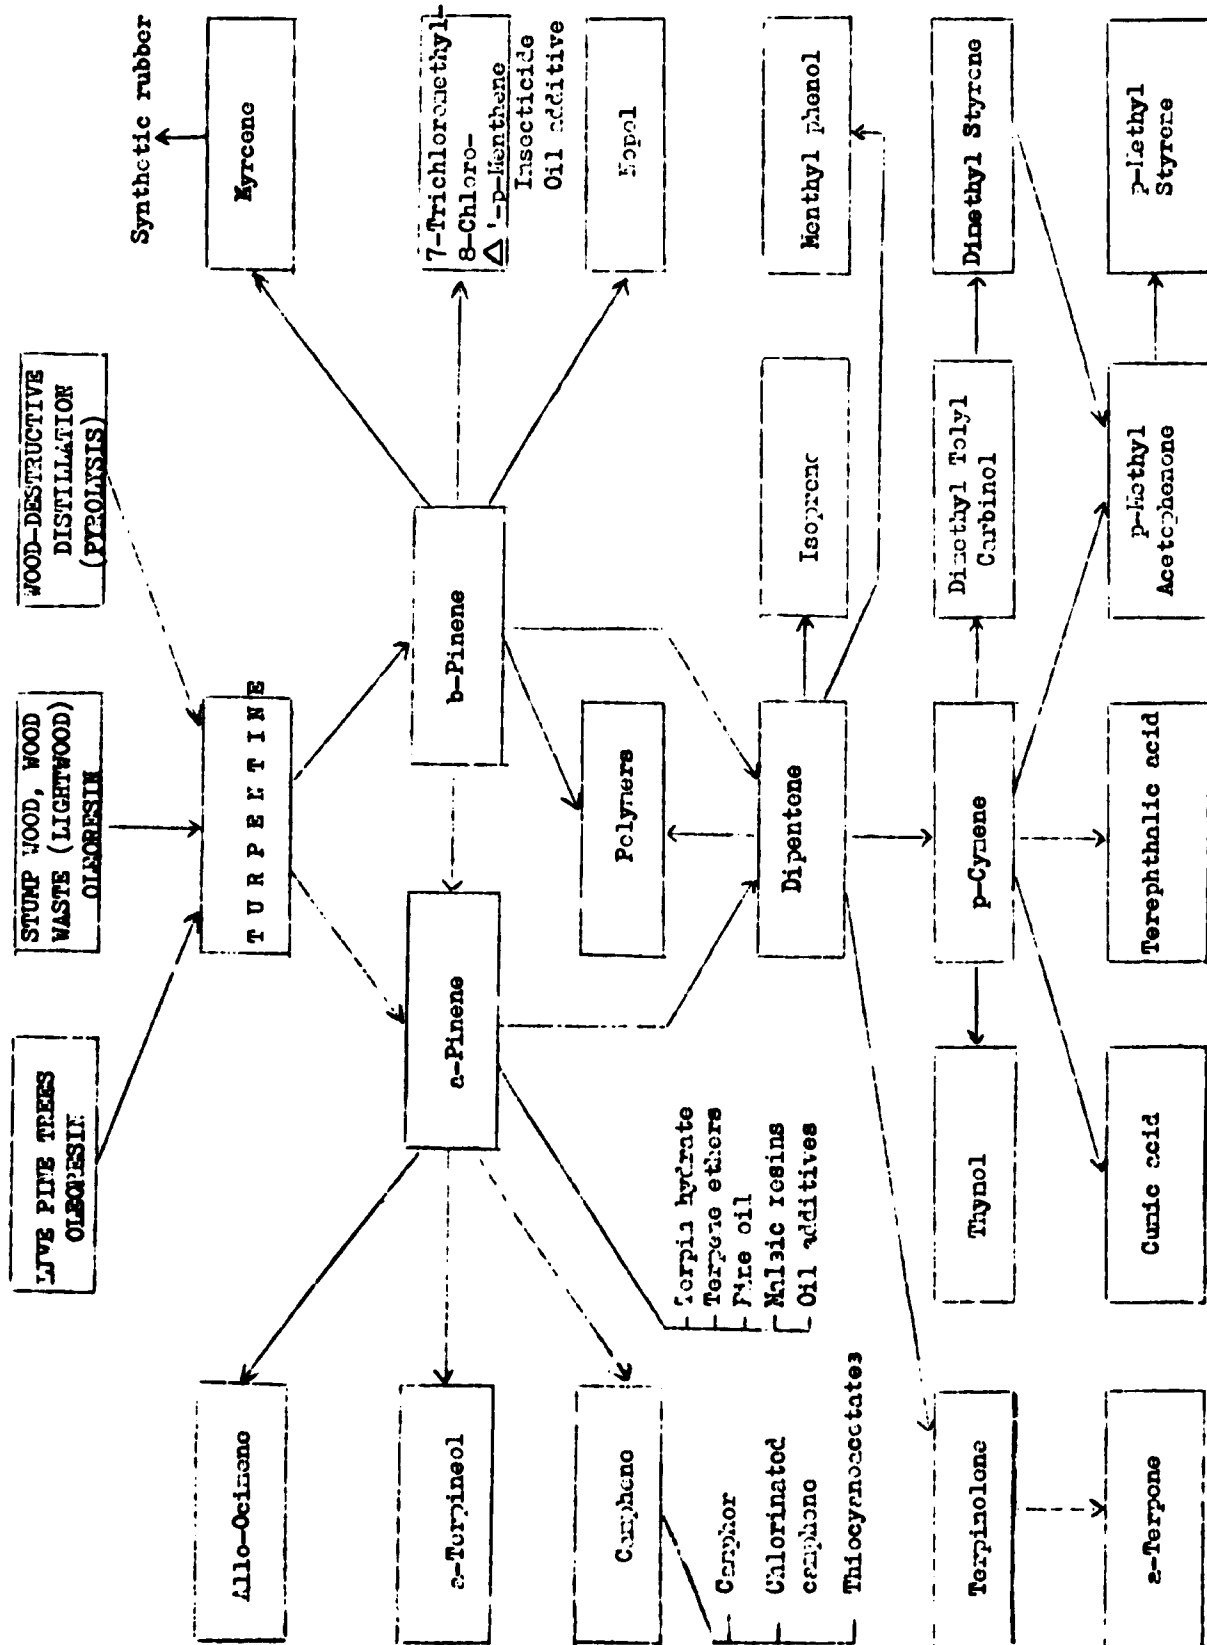 LIVE PINE TREES
OLEORESIN
STUMP WOOD, WOOD
WASTE (LIGHTWOOD)
OLEORESIN
WOOD-DESTRUCTIVE
DISTILLATION
(PYROLYSIS)
Synthetic rubber
Allo-Ocimene
T U R P E N T I N E
Myrcene
a-Terpineol
a-Pinene
b-Pinene
7-Trichloromethyl-
8-Chloro-
Δ'-p-Menthene
Insecticide
Oil additive
Camphene
Polymers
Nopol
Camphor
Chlorinated
camphene
Thiocyanoacetates
Terpin hydrate
Terpene ethers
Pine oil
Maleic resins
Oil additives
Dipentene
Isoprene
Menthyl phenol
Terpinolene
Thymol
p-Cymene
Dimethyl Tolyl
Carbinol
Dimethyl Styrene
a-Terpene
Cumic acid
Terephthalic acid
p-Methyl
Acetophenone
p-Methyl
Styrene